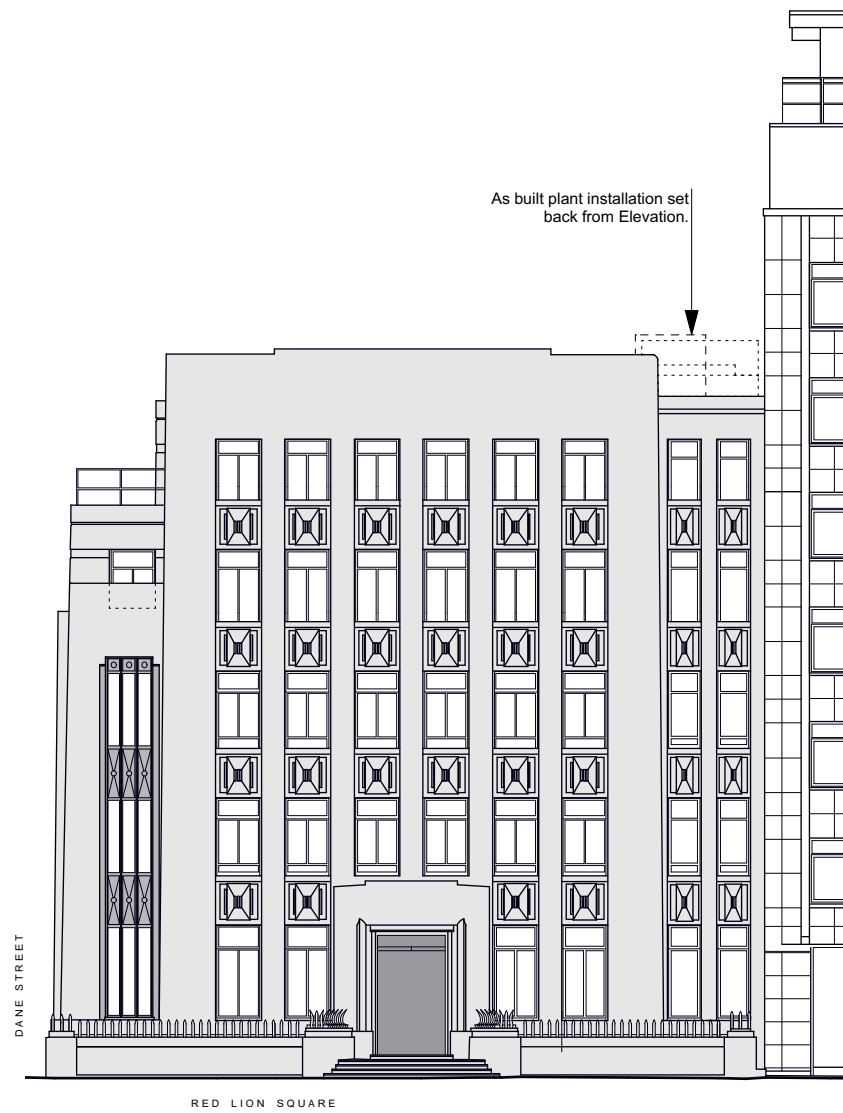 As built plant installation set
back from Elevation.
DANE STREET
RED LION SQUARE